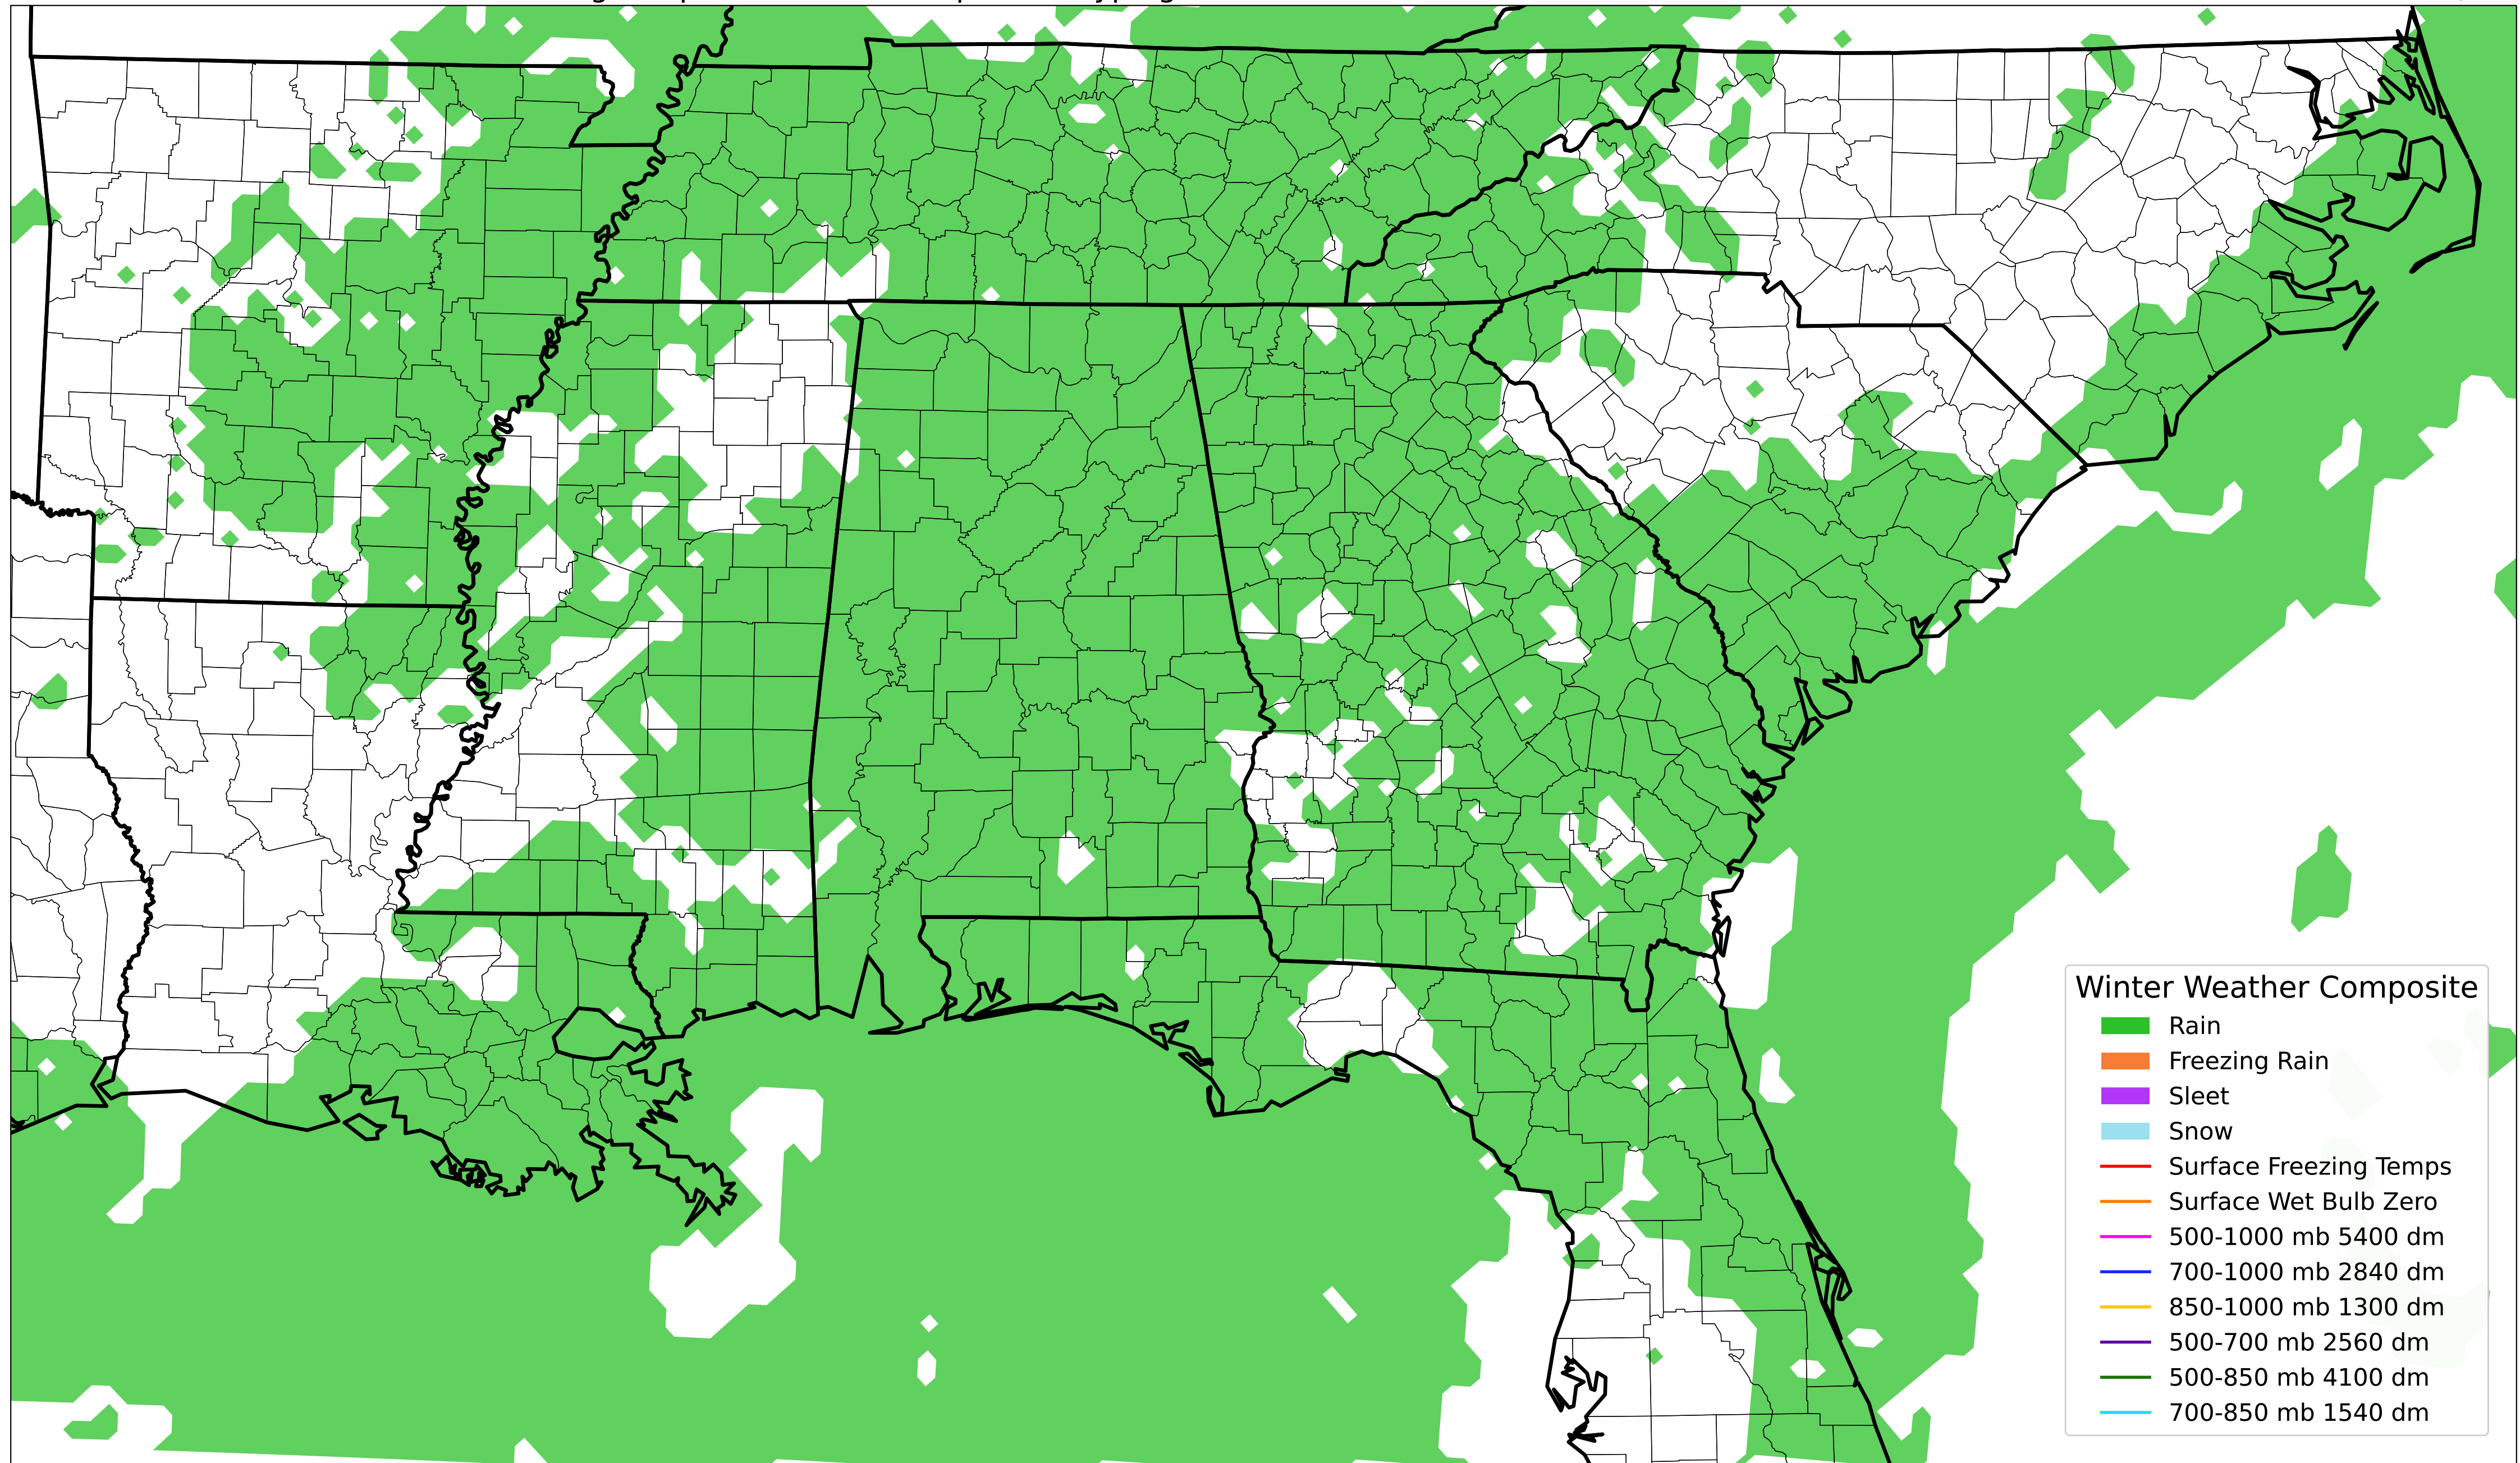 Winter Weather Composite
Rain
Freezing Rain
Sleet
Snow
Surface Freezing Temps
Surface Wet Bulb Zero
500-1000 mb 5400 dm
700-1000 mb 2840 dm
850-1000 mb 1300 dm
500-700 mb 2560 dm
500-850 mb 4100 dm
700-850 mb 1540 dm